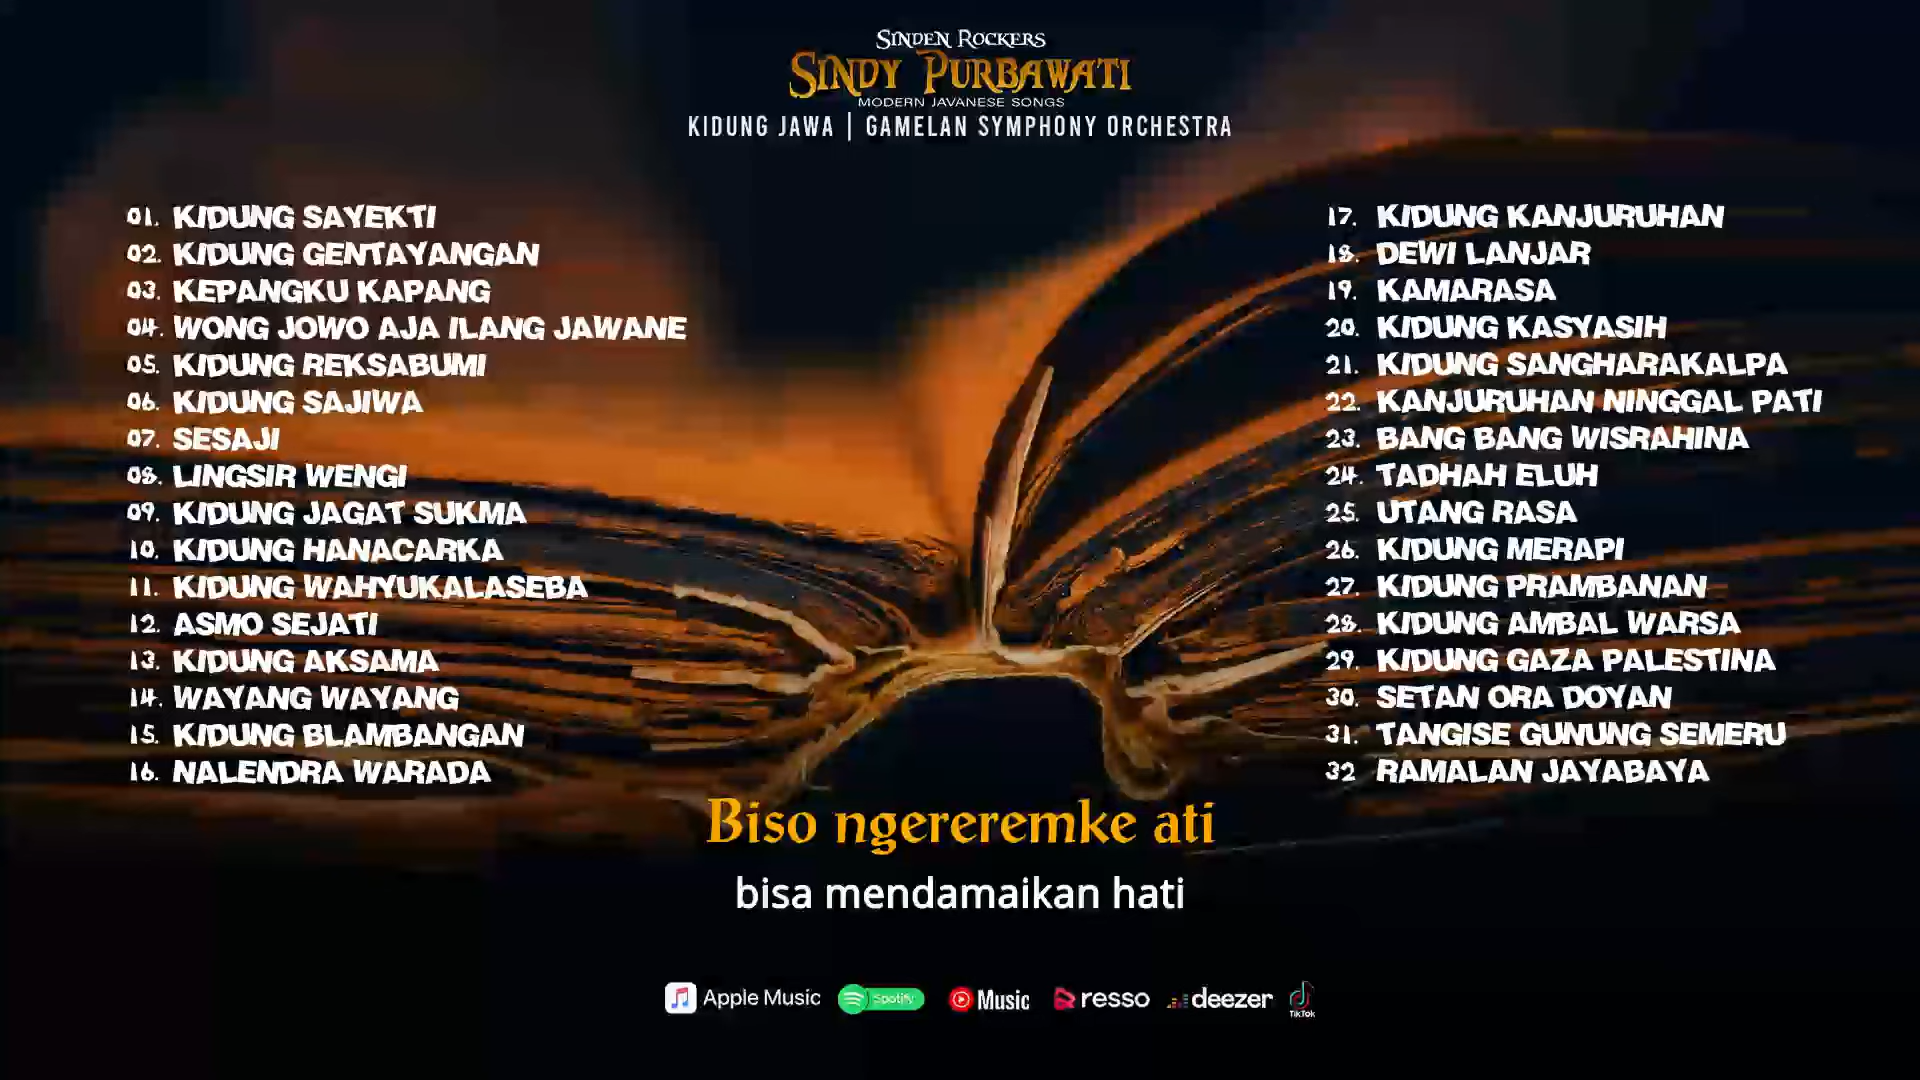 SINDEN ROCKERS
SINDY PURBAWATI
MODERN JAVANESE SONGS
KIDUNG JAWA | GAMELAN SYMPHONY ORCHESTRA
01. KIDUNG SAYEKTI
02. KIDUNG GENTAYANGAN
03. KEPANGKU KAPANG
04. WONG JOWO AJA ILANG JAWANE
05. KIDUNG REKSABUMI
06. KIDUNG SAJIWA
07. SESAJI
08. LINGSIR WENGI
09. KIDUNG JAGAT SUKMA
10. KIDUNG HANACARKA
11. KIDUNG WAHYUKALASEBA
12. ASMO SEJATI
13. KIDUNG AKSAMA
14. WAYANG WAYANG
15. KIDUNG BLAMBANGAN
16. NALENDRA WARADA
17. KIDUNG KANJURUHAN
18. DEWI LANJAR
19. KAMARASA
20. KIDUNG KASYASIH
21. KIDUNG SANGHARAKALPA
22. KANJURUHAN NINGGAL PATI
23. BANG BANG WISRAHINA
24. TADHAH ELUH
25. UTANG RASA
26. KIDUNG MERAPI
27. KIDUNG PRAMBANAN
28. KIDUNG AMBAL WARSA
29. KIDUNG GAZA PALESTINA
30. SETAN ORA DOYAN
31. TANGISE GUNUNG SEMERU
32 RAMALAN JAYABAYA
Biso ngereremke ati
bisa mendamaikan hati
Apple Music Spotify Music resso deezer TikTok